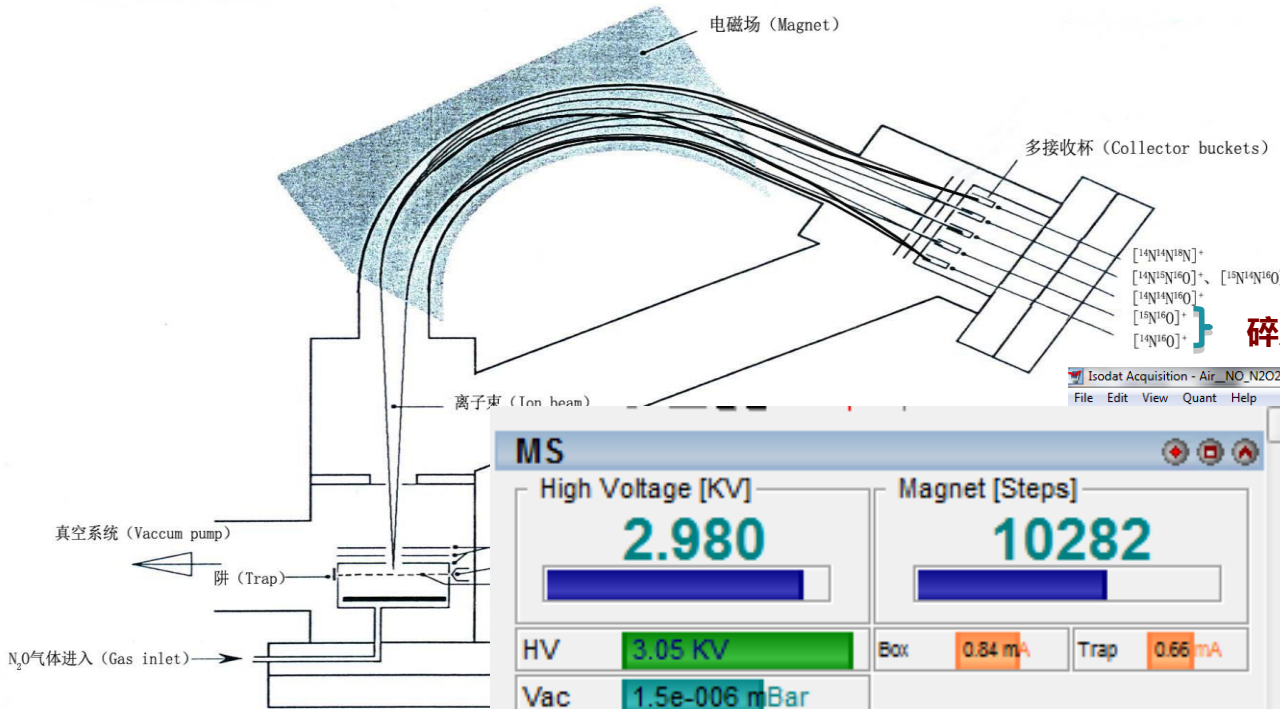 电磁场（Magnet）
多接收杯（Collector buckets）
[¹⁴N¹⁴N¹⁸N]⁺
[¹⁴N¹⁵N¹⁶O]⁺、[¹⁵N¹⁴N¹⁶O
[¹⁴N¹⁴N¹⁶O]⁺
[¹⁵N¹⁶O]⁺
[¹⁴N¹⁶O]⁺
碎
Isodat Acquisition - Air__NO_N2O2
File Edit View Quant Help
离子束（Ion beam）
MS
High Voltage [KV]
2.980
Magnet [Steps]
10282
HV 3.05 KV
Box 0.84 mA
Trap 0.66 mA
Vac 1.5e-006 mBar
真空系统（Vaccum pump）
阱（Trap）
N₂O气体进入（Gas inlet）